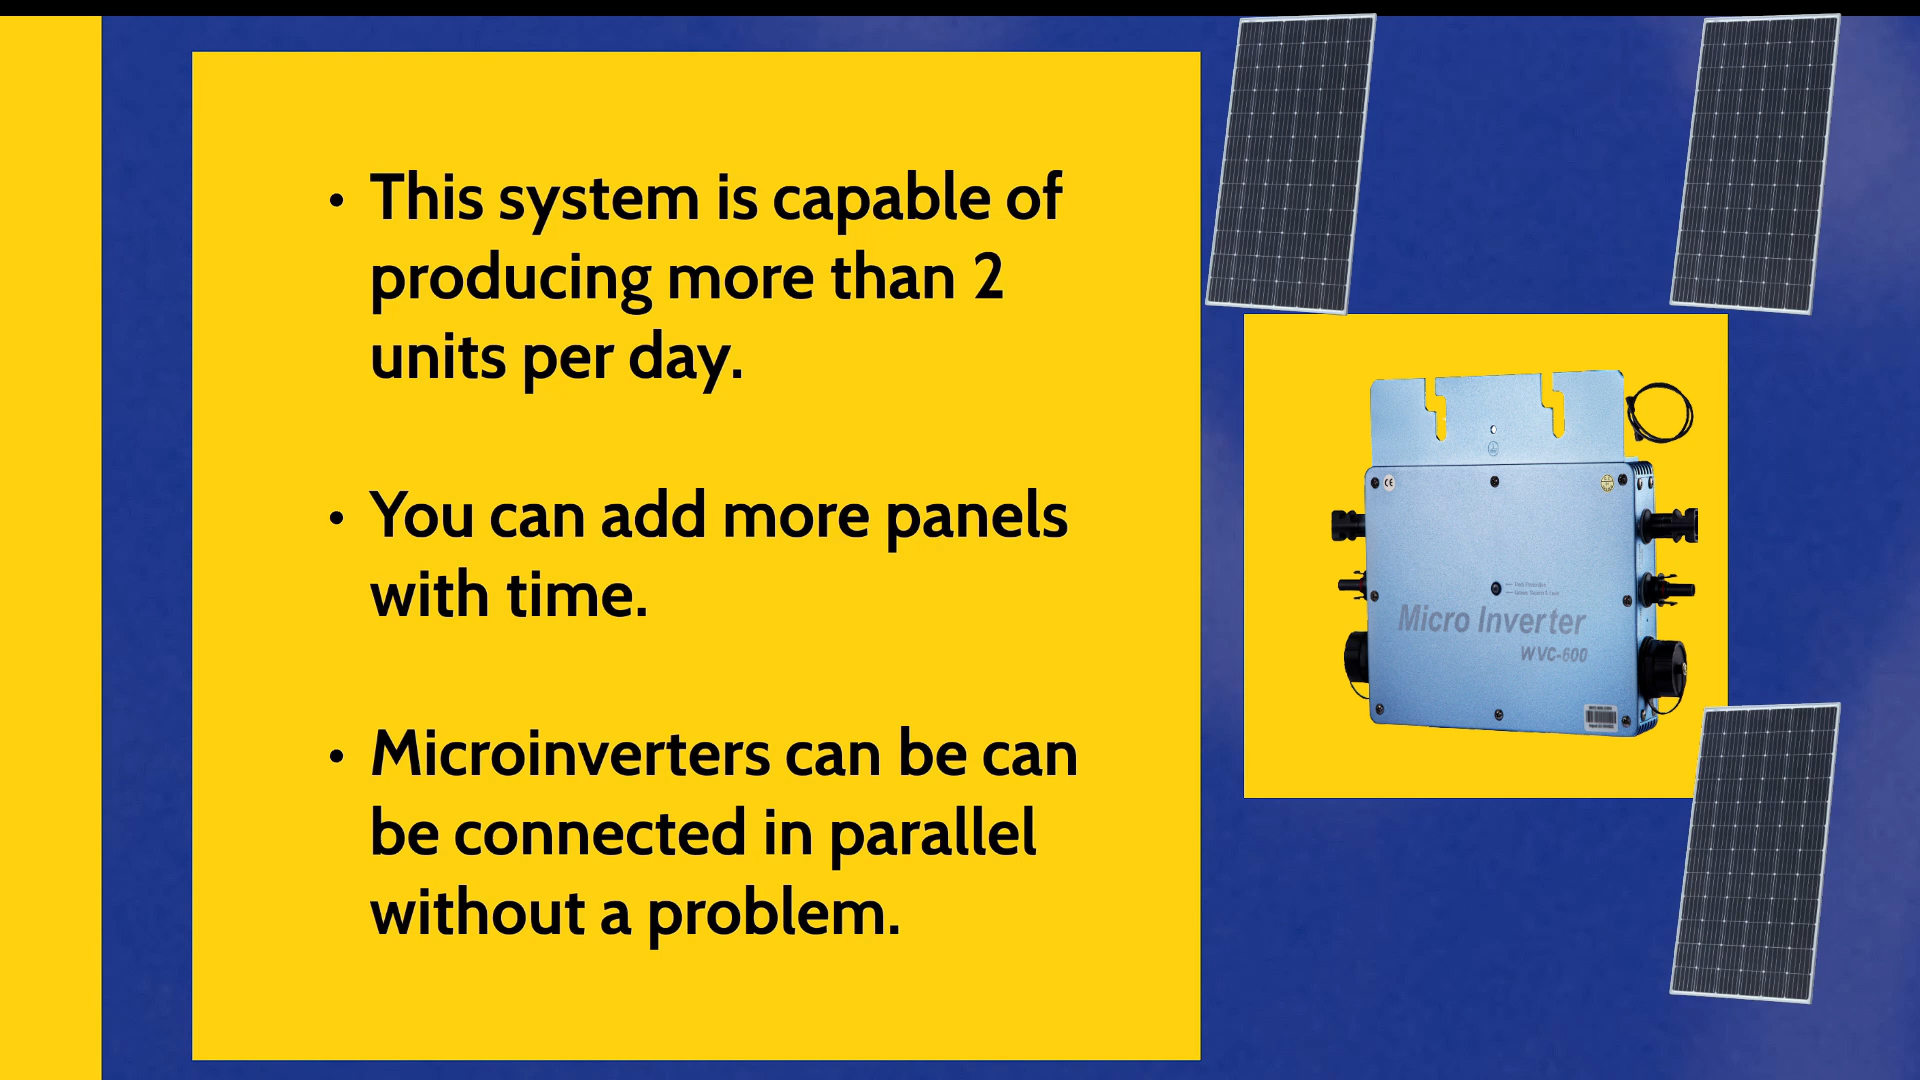 • This system is capable of
producing more than 2
units per day.
• You can add more panels
with time.
• Microinverters can be can
be connected in parallel
without a problem.
CE
Micro Inverter
WVC-600